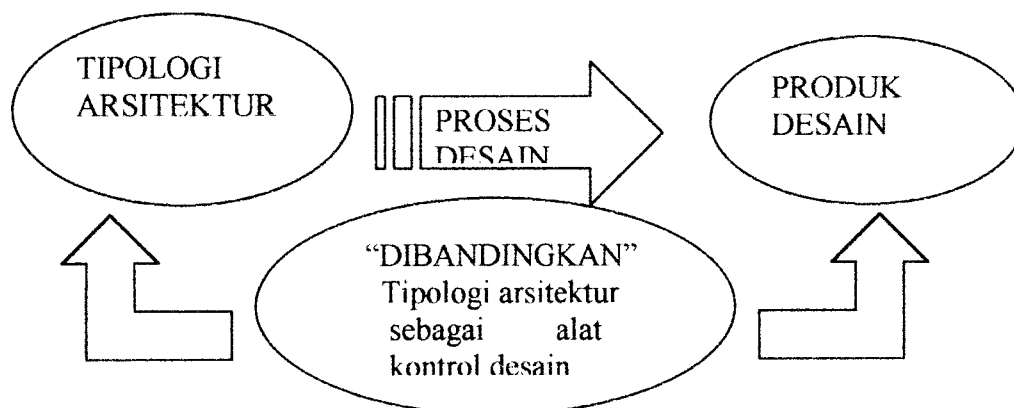 TIPOLOGI
ARSITEKTUR
PROSES
DESAIN
PRODUK
DESAIN
“DIBANDINGKAN”
Tipologi arsitektur
sebagai alat
kontrol desain